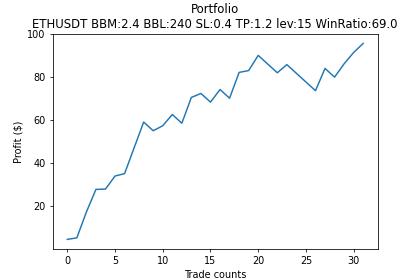 Portfolio
ETHUSDT BBM:2.4 BBL:240 SL:0.4 TP:1.2 lev:15 WinRatio:69.0
100
80
60
40
20
Profit ($)
0 5 10 15 20 25 30
Trade counts